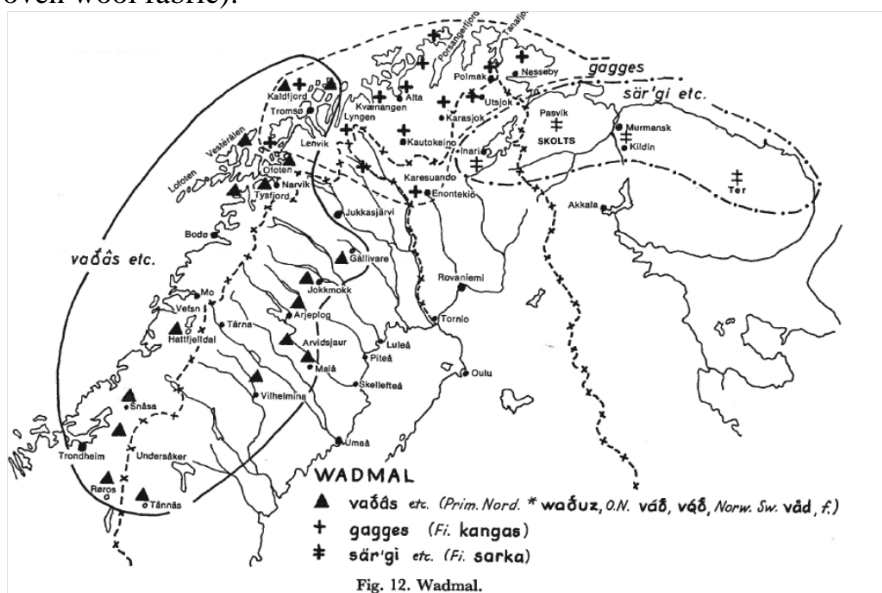 oven wool fabric).
Porsangerfjord
Tanafjord
Nesseby
Polmak
gagges
sär'gi etc.
Kaldfjord
Tromsø
Kvænangen
Alta
Utsjok
Pasvik
SKOLTS
Murmansk
Kildin
Lyngen
Karasjok
Lenvik
Kautokeino
Inari
Vesterålen
Ofoten
Karesuando
Ter
Lofoten
Narvik
Enontekiö
Tysfjord
Akkala
Jukkasjärvi
Bodø
vaδâs etc.
Gällivare
Jokkmokk
Rovaniemi
Mo
Vefsn
Arjeplog
Tärna
Tornio
Hattfjelldal
Arvidsjaur
Luleå
Piteå
Malå
Oulu
Skellefteå
Vilhelmina
Snåsa
Umeå
Trondheim
Undersåker
WADMAL
Røros
Tännäs
▲ vaδâs etc. (Prim. Nord. * waδuz, O.N. váδ, vǫ́δ, Norw. Sw. våd, f.)
+ gagges (Fi. kangas)
‡ sär'gi etc. (Fi. sarka)
Fig. 12. Wadmal.